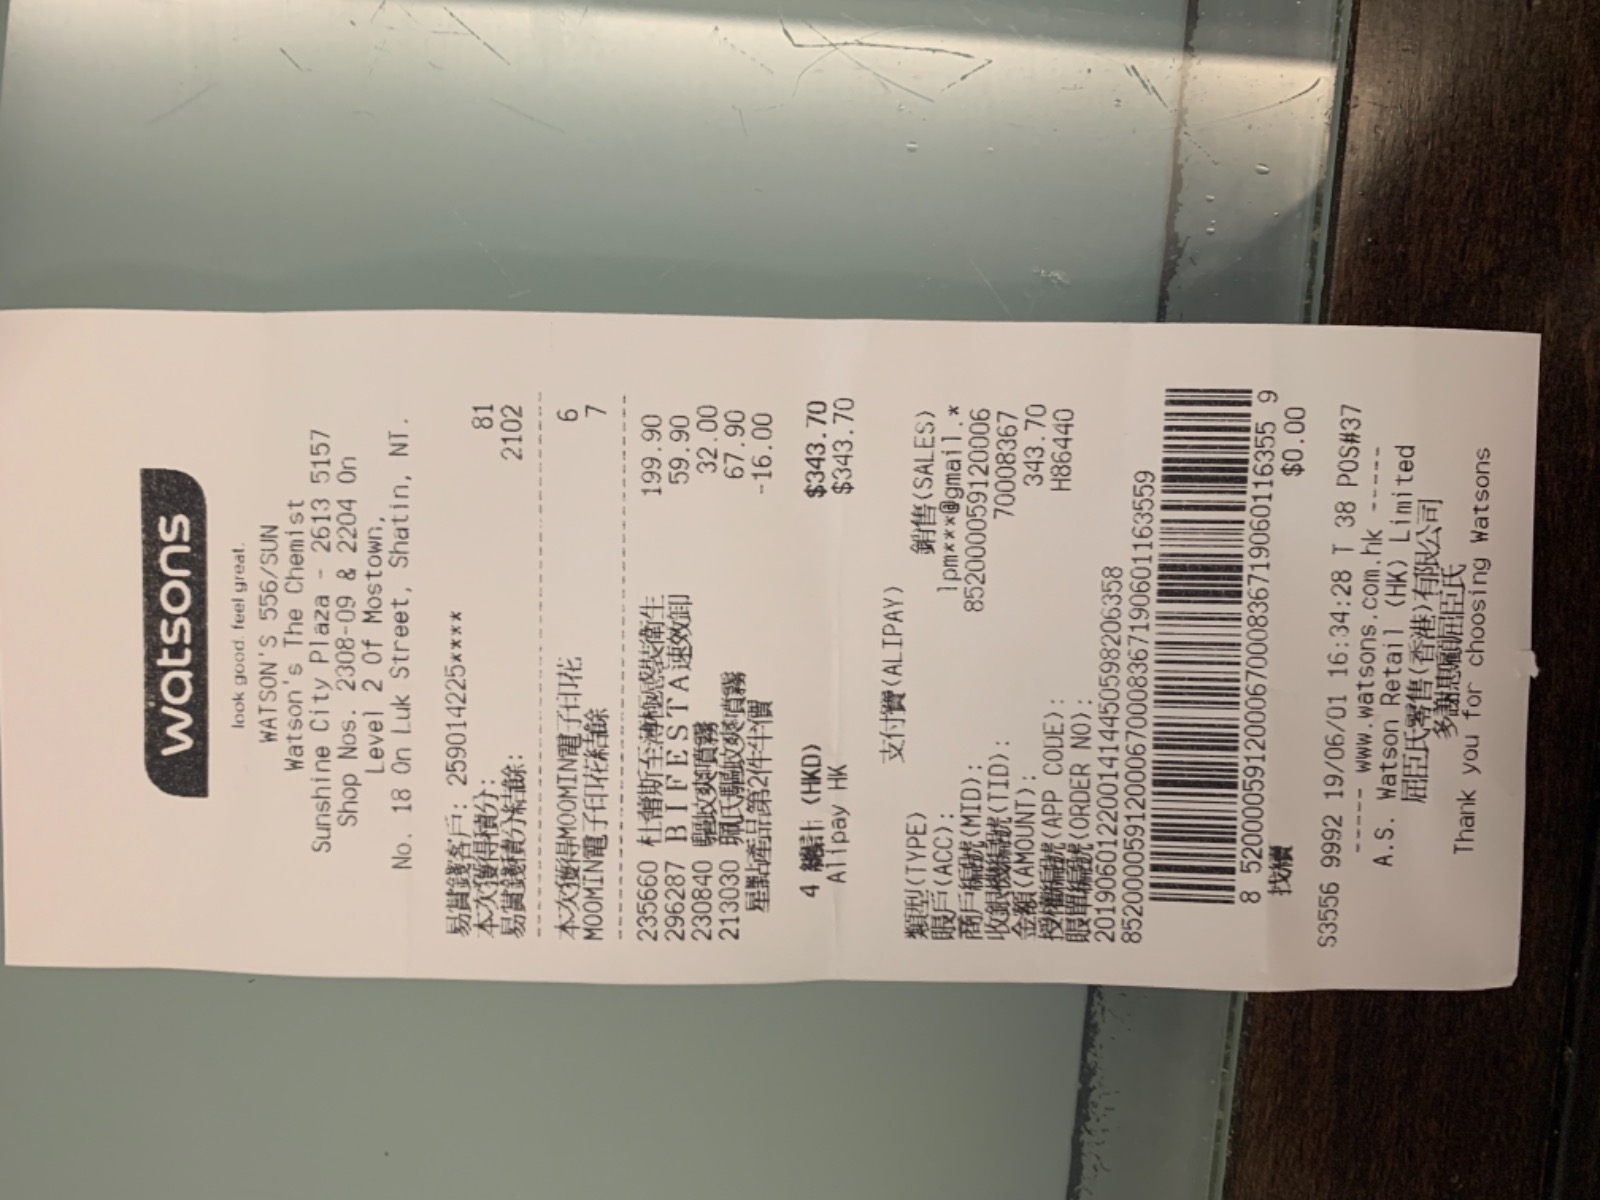 watsons
look good. feel great.
WATSON'S 556/SUN
Watson's The Chemist
Sunshine City Plaza - 2613 5157
Shop Nos. 2308-09 & 2204 On
Level 2 Of Mostown,
No. 18 On Luk Street, Shatin, NT.
易賞錢客戶: 259014225****
本次獲得積分: 81
易賞錢積分結餘: 2102
本次獲得MOOMIN電子印花 6
MOOMIN電子印花結餘 7
235660 杜蕾斯至薄極感裝衛生 199.90
296287 BIFESTA速效卸 59.90
230840 驅蚊爽噴霧 32.00
213030 珮氏驅蚊爽噴霧 67.90
星點產品第2件半價 -16.00
4 總計 (HKD) $343.70
Alipay HK $343.70
支付寶(ALIPAY)
類型(TYPE) 銷售(SALES)
賬戶(ACC): lpm***@gmail.*
商戶編號(MID): 852000059120006
收銀機編號(TID): 70008367
金額(AMOUNT): 343.70
授權編號(APP CODE): H86440
賬單編號(ORDER NO):
2019060122001414450598206358
85200005912000670008367190601163559
8 520000591200067000836719060116355 9
找續 $0.00
S3556 9992 19/06/01 16:34:28 T 38 POS#37
----- www.watsons.com.hk -----
A.S. Watson Retail (HK) Limited
屈臣氏零售(香港)有限公司
多謝惠顧屈臣氏
Thank you for choosing Watsons